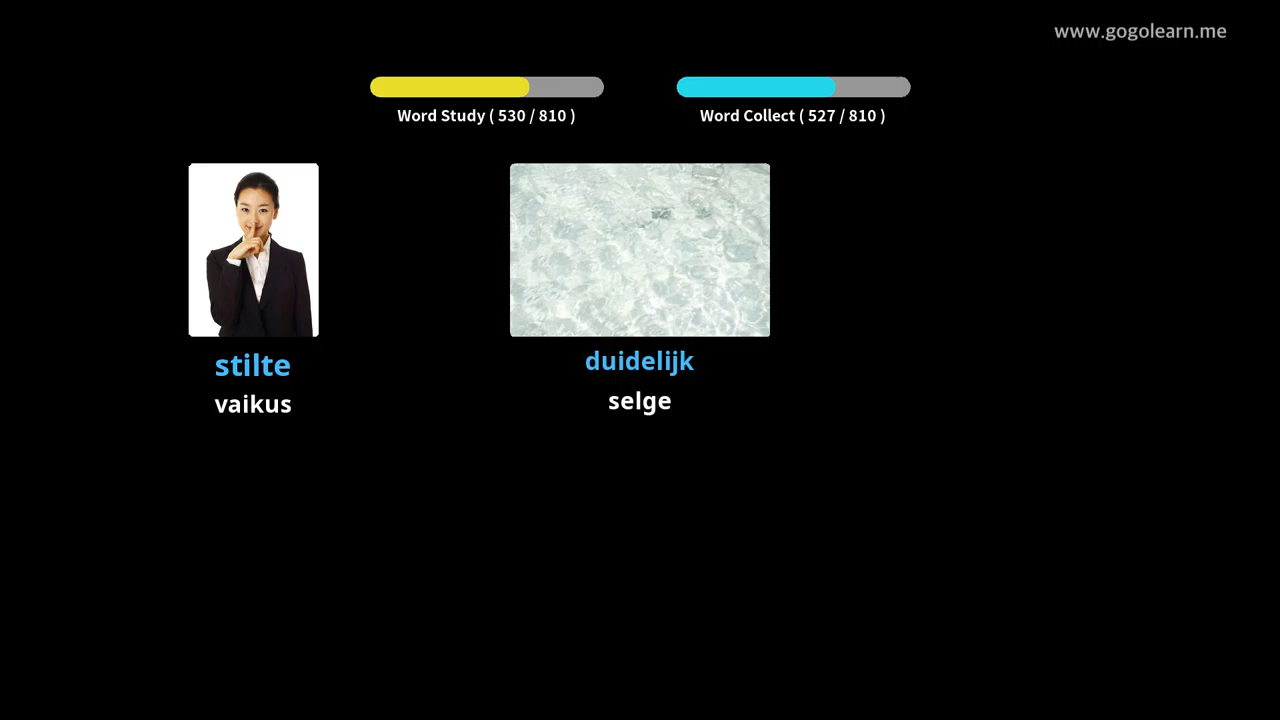 www.gogolearn.me
Word Study ( 530 / 810 )
Word Collect ( 527 / 810 )
stilte
vaikus
duidelijk
selge